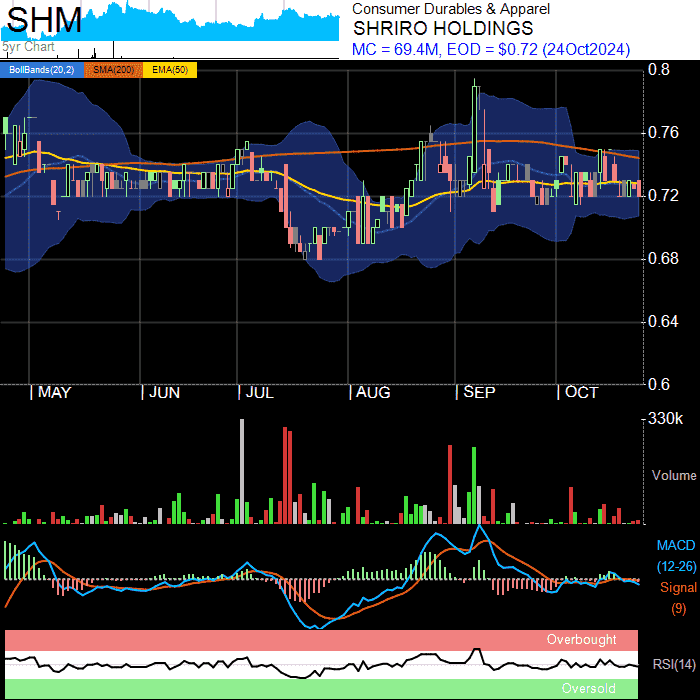 SHM
5yr Chart
Consumer Durables & Apparel
SHRIRO HOLDINGS
MC = 69.4M, EOD = $0.72 (24Oct2024)
BollBands(20,2) SMA(200) EMA(50)
0.8
0.76
0.72
0.68
0.64
0.6
MAY JUN JUL AUG SEP OCT
330k
Volume
MACD
(12-26)
Signal
(9)
Overbought
RSI(14)
Oversold